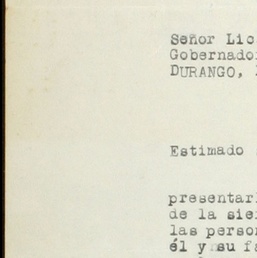 Señor Lic
Gobernador
DURANGO,
Estimado
presentarl
de la sier
las person
él y su fa